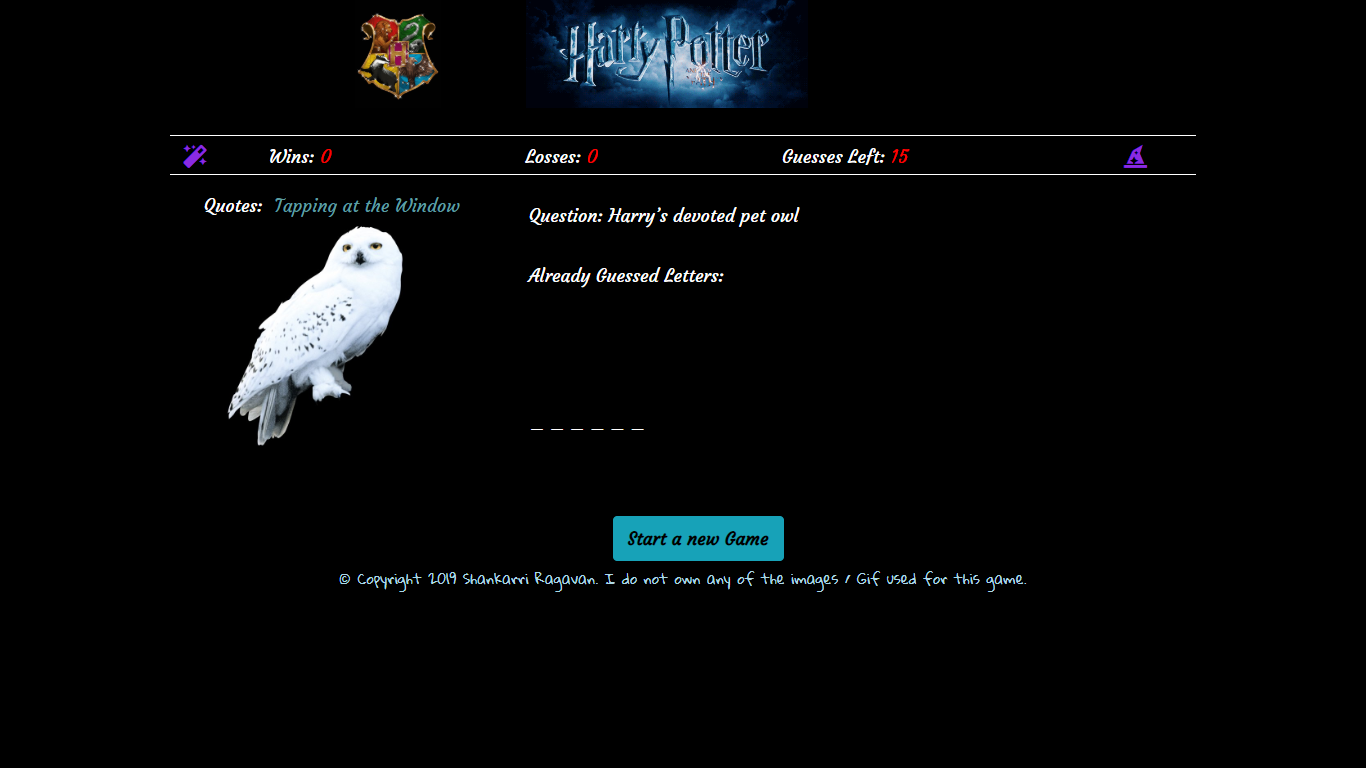 Harry Potter
Wins: 0 Losses: 0 Guesses Left: 15
Quotes: Tapping at the Window
Question: Harry's devoted pet owl
Already Guessed Letters:
_ _ _ _ _ _
Start a new Game
© Copyright 2019 Shankarri Ragavan. I do not own any of the images / Gif used for this game.